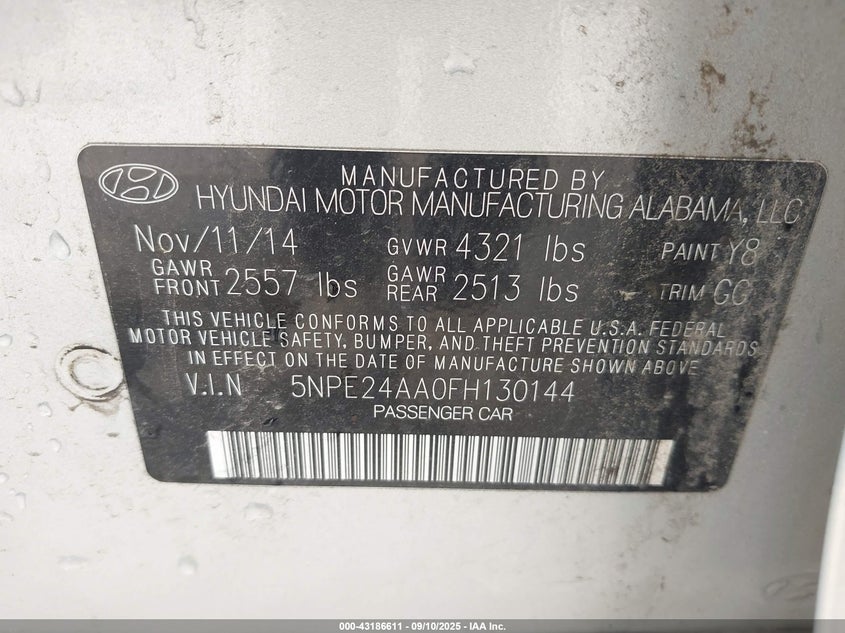 MANUFACTURED BY
HYUNDAI MOTOR MANUFACTURING ALABAMA, LLC
Nov/11/14 GVWR 4321 lbs PAINT Y8
GAWR FRONT 2557 lbs GAWR REAR 2513 lbs TRIM GC
THIS VEHICLE CONFORMS TO ALL APPLICABLE U.S.A. FEDERAL
MOTOR VEHICLE SAFETY, BUMPER, AND THEFT PREVENTION STANDARDS
IN EFFECT ON THE DATE OF MANUFACTURE SHOWN ABOVE
V.I.N 5NPE24AA0FH130144
PASSENGER CAR
000-43186611 - 09/10/2025 - IAA Inc.